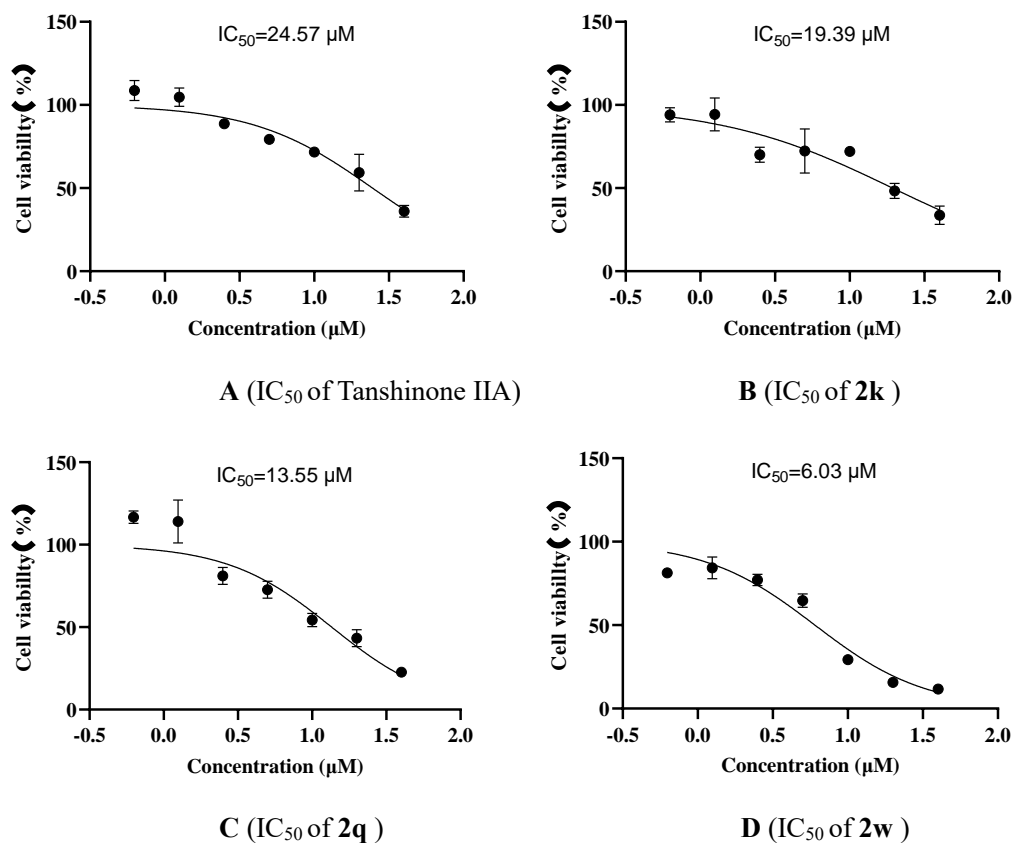 150
100
50
0
Cell viabillty(%)
IC50=24.57 µM
-0.5 0.0 0.5 1.0 1.5 2.0
Concentration (µM)
A (IC50 of Tanshinone IIA)
150
100
50
0
Cell viabillty(%)
IC50=19.39 µM
-0.5 0.0 0.5 1.0 1.5 2.0
Concentration (µM)
B (IC50 of 2k )
150
100
50
0
Cell viabillty(%)
IC50=13.55 µM
-0.5 0.0 0.5 1.0 1.5 2.0
Concentration (µM)
C (IC50 of 2q )
150
100
50
0
Cell viabillty(%)
IC50=6.03 µM
-0.5 0.0 0.5 1.0 1.5 2.0
Concentration (µM)
D (IC50 of 2w )